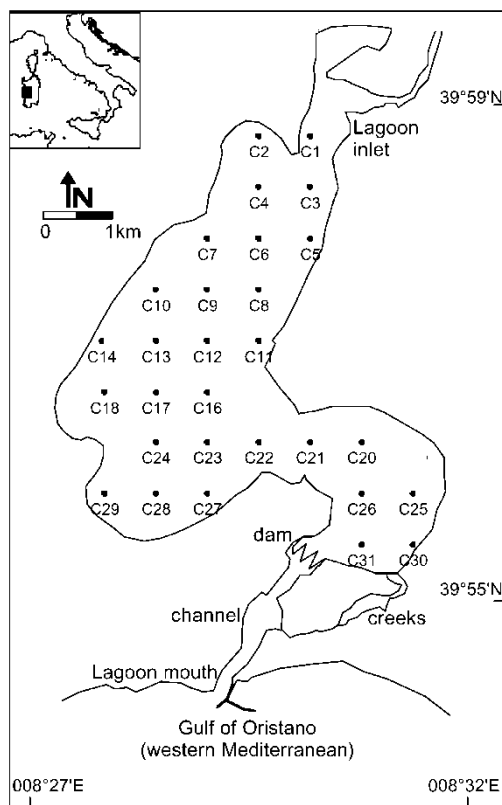 39°59'N
Lagoon
inlet
C2
C1
N
0
1km
C4
C3
C7
C6
C5
C10
C9
C8
C14
C13
C12
C11
C18
C17
C16
C24
C23
C22
C21
C20
C29
C28
C27
C26
C25
dam
C31
C30
39°55'N
channel
creeks
Lagoon mouth
Gulf of Oristano
(western Mediterranean)
008°27'E
008°32'E